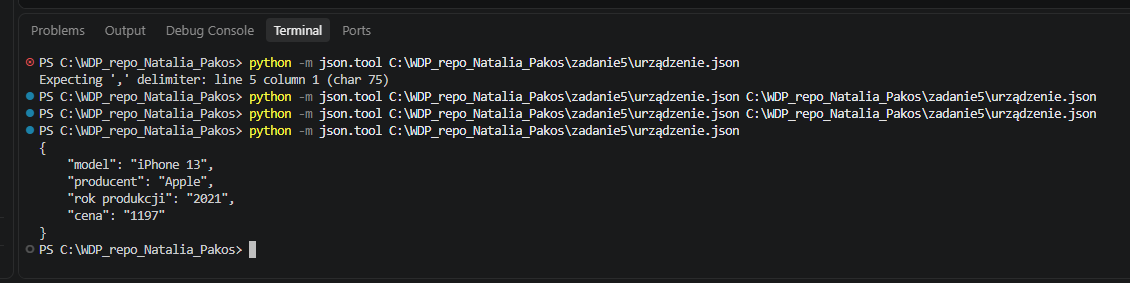 Problems Output Debug Console Terminal Ports
PS C:\WDP_repo_Natalia_Pakos> python -m json.tool C:\WDP_repo_Natalia_Pakos\zadanie5\urządzenie.json
Expecting ',' delimiter: line 5 column 1 (char 75)
PS C:\WDP_repo_Natalia_Pakos> python -m json.tool C:\WDP_repo_Natalia_Pakos\zadanie5\urządzenie.json C:\WDP_repo_Natalia_Pakos\zadanie5\urządzenie.json
PS C:\WDP_repo_Natalia_Pakos> python -m json.tool C:\WDP_repo_Natalia_Pakos\zadanie5\urządzenie.json C:\WDP_repo_Natalia_Pakos\zadanie5\urządzenie.json
PS C:\WDP_repo_Natalia_Pakos> python -m json.tool C:\WDP_repo_Natalia_Pakos\zadanie5\urządzenie.json
{
    "model": "iPhone 13",
    "producent": "Apple",
    "rok produkcji": "2021",
    "cena": "1197"
}
PS C:\WDP_repo_Natalia_Pakos>